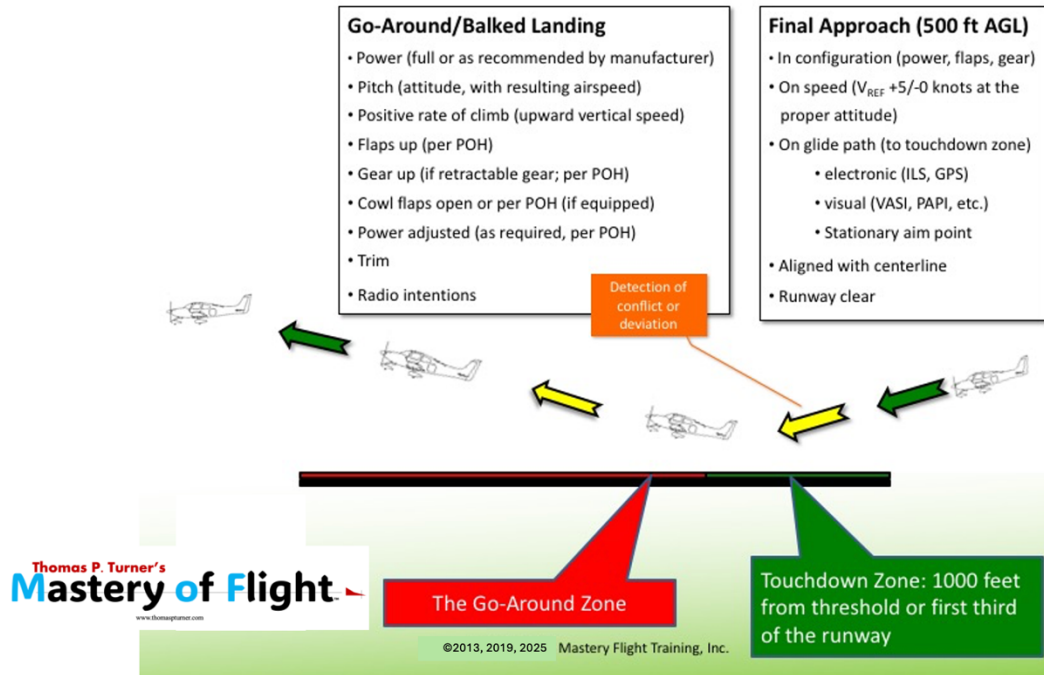 Go-Around/Balked Landing
• Power (full or as recommended by manufacturer)
• Pitch (attitude, with resulting airspeed)
• Positive rate of climb (upward vertical speed)
• Flaps up (per POH)
• Gear up (if retractable gear; per POH)
• Cowl flaps open or per POH (if equipped)
• Power adjusted (as required, per POH)
• Trim
• Radio intentions
Final Approach (500 ft AGL)
• In configuration (power, flaps, gear)
• On speed (VREF +5/-0 knots at the
proper attitude)
• On glide path (to touchdown zone)
• electronic (ILS, GPS)
• visual (VASI, PAPI, etc.)
• Stationary aim point
• Aligned with centerline
• Runway clear
Detection of
conflict or
deviation
Thomas P. Turner's
Mastery of Flight™
www.thomaspturner.com
The Go-Around Zone
Touchdown Zone: 1000 feet
from threshold or first third
of the runway
©2013, 2019, 2025 Mastery Flight Training, Inc.